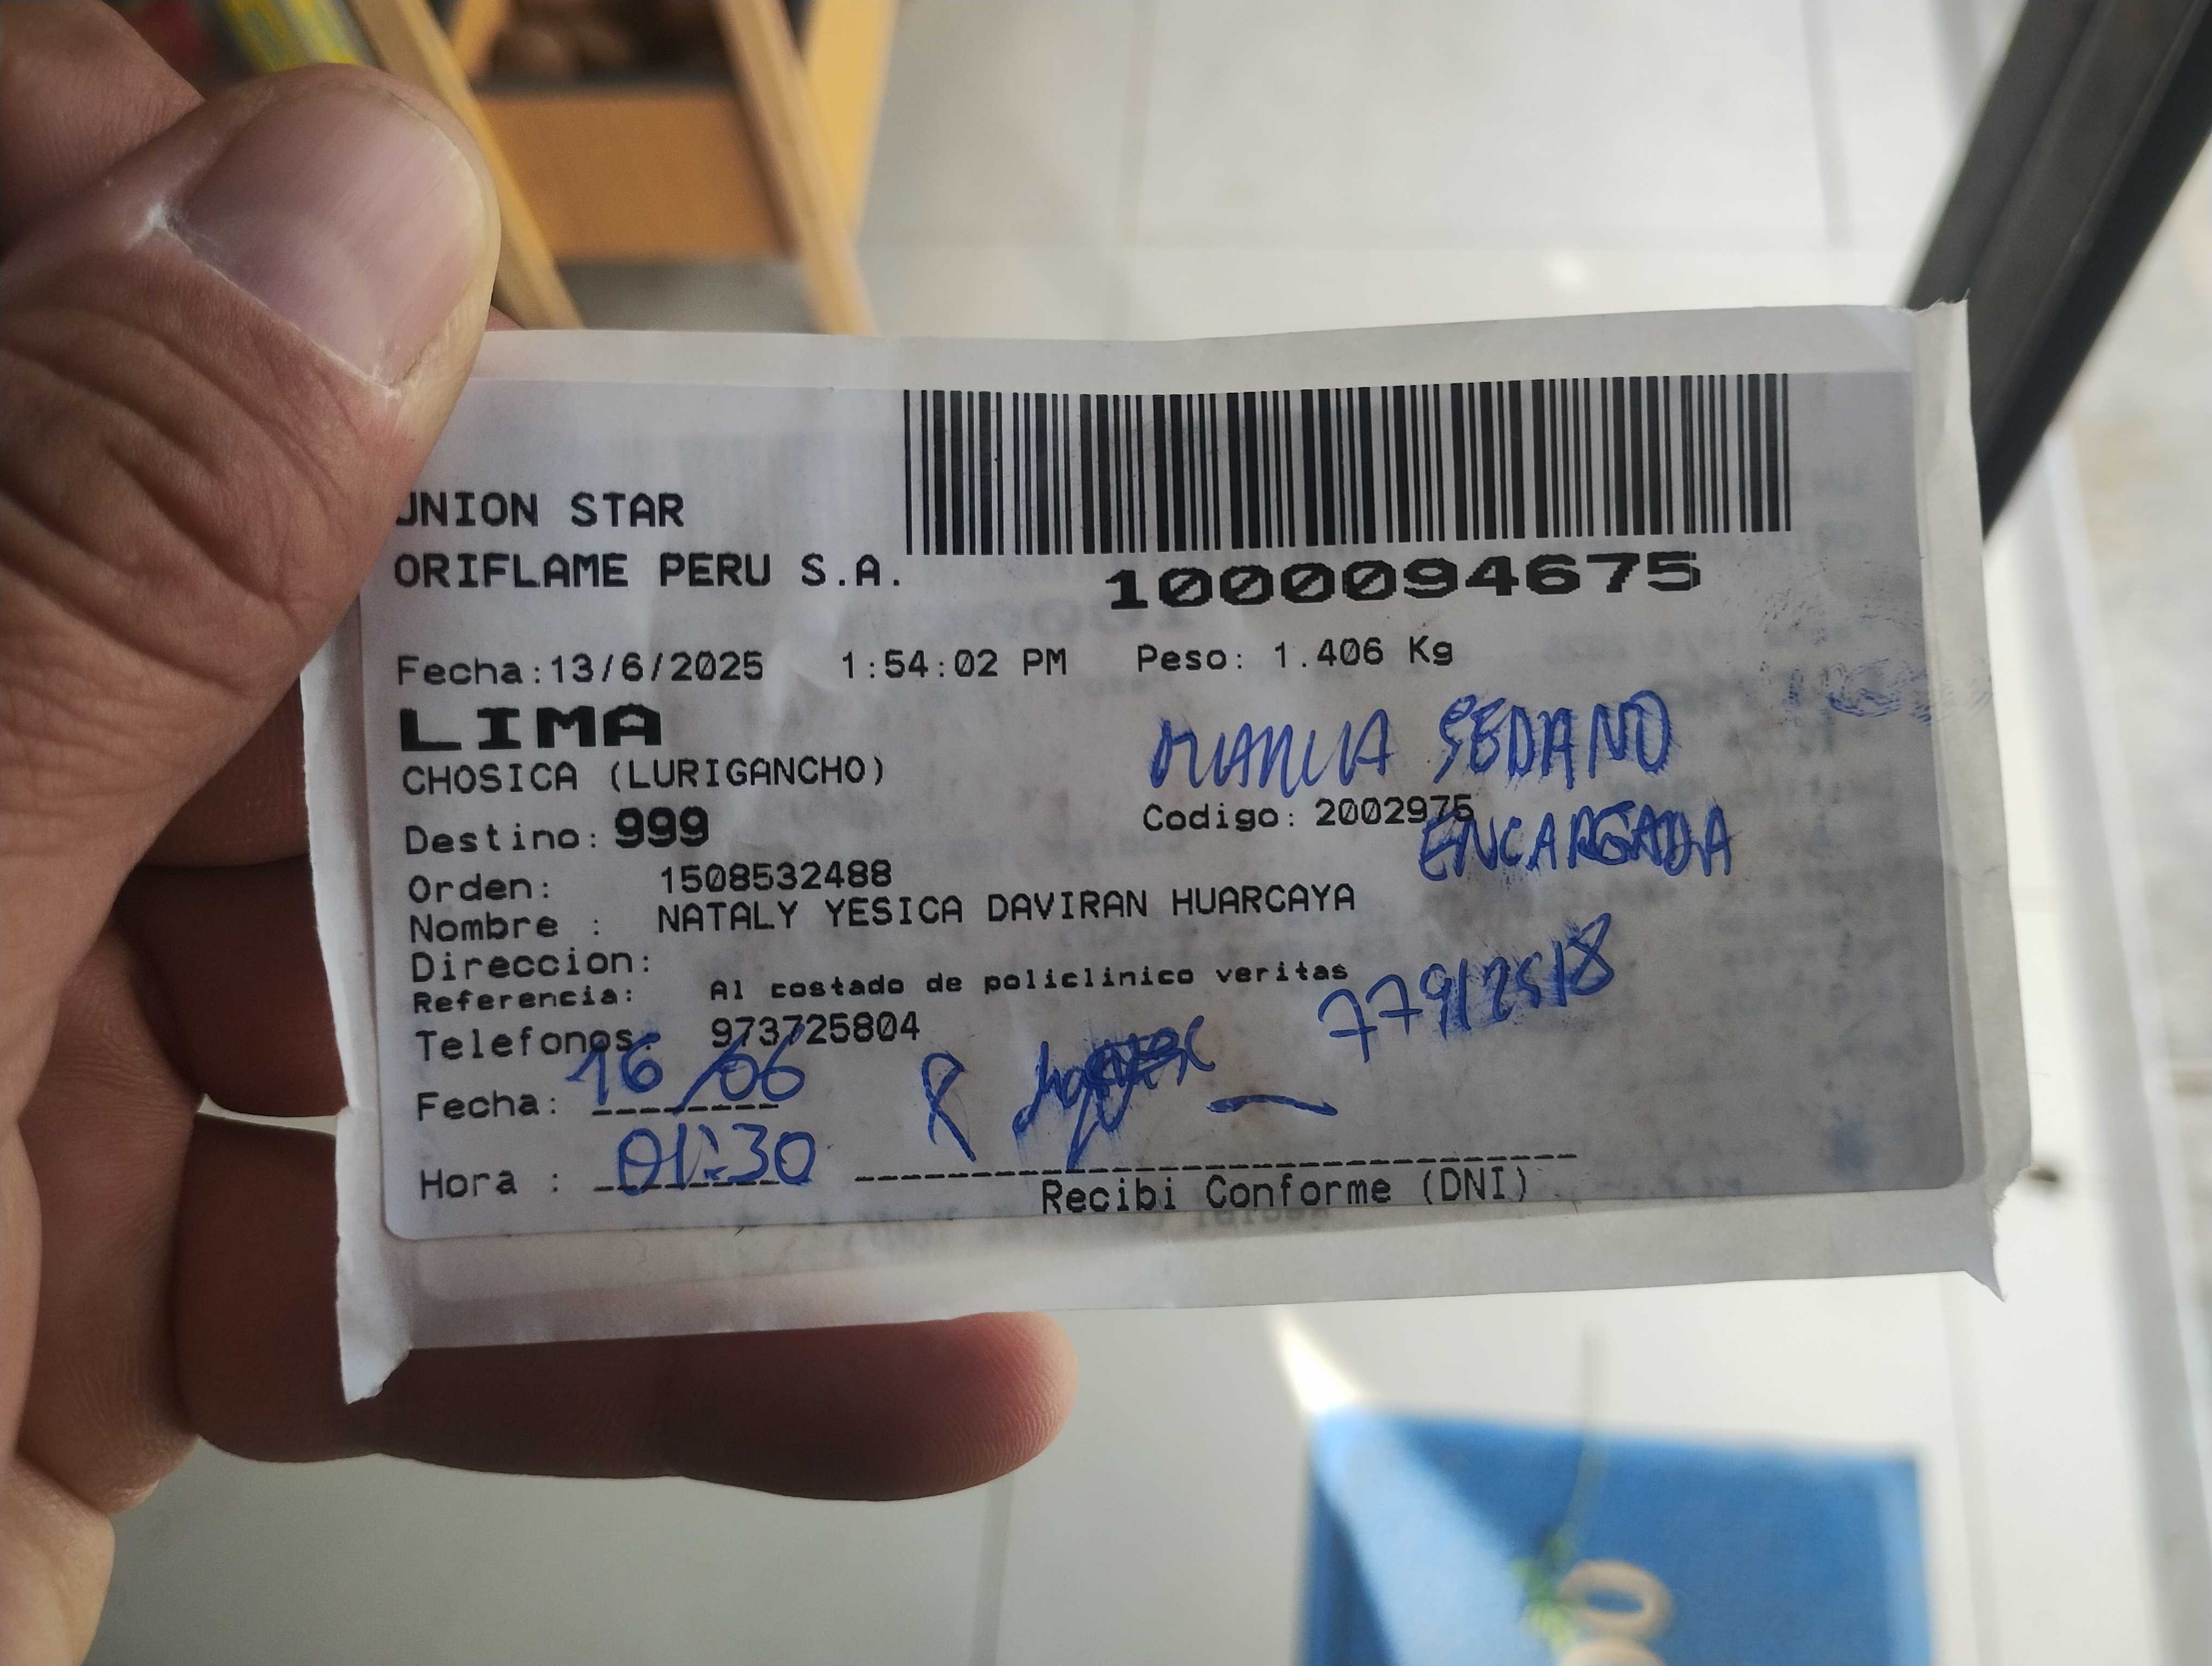 UNION STAR
ORIFLAME PERU S.A.
1000094675
Fecha:13/6/2025 1:54:02 PM Peso: 1.406 Kg
LIMA
CHOSICA (LURIGANCHO)
SEDANO
Destino: 999
Codigo: 2002975
ENCARGADA
Orden: 1508532488
Nombre : NATALY YESICA DAVIRAN HUARCAYA
Direccion:
Referencia: Al costado de policlinico veritas
Telefonos: 973725804
Fecha: 16/06
Hora : 01:30
Recibi Conforme (DNI)